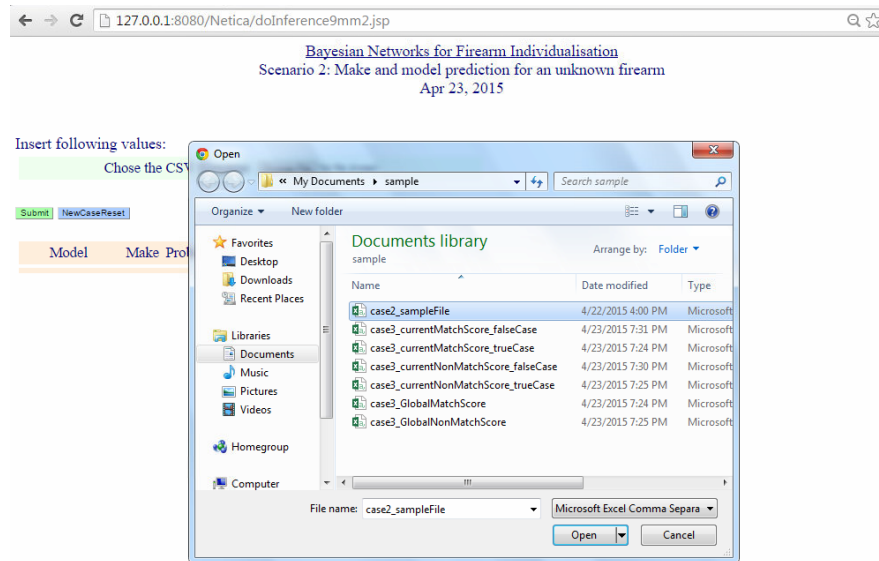 127.0.0.1:8080/Netica/doInference9mm2.jsp
Bayesian Networks for Firearm Individualisation
Scenario 2: Make and model prediction for an unknown firearm
Apr 23, 2015
Insert following values:
Chose the CSV
Submit NewCaseReset
Model Make Prob
Open
« My Documents sample
Search sample
Organize New folder
Favorites
Desktop
Downloads
Recent Places
Libraries
Documents
Music
Pictures
Videos
Homegroup
Computer
Documents library
sample
Arrange by: Folder
Name Date modified Type
case2_sampleFile 4/22/2015 4:00 PM Microsoft
case3_currentMatchScore_falseCase 4/23/2015 7:31 PM Microsoft
case3_currentMatchScore_trueCase 4/23/2015 7:24 PM Microsoft
case3_currentNonMatchScore_falseCase 4/23/2015 7:30 PM Microsoft
case3_currentNonMatchScore_trueCase 4/23/2015 7:25 PM Microsoft
case3_GlobalMatchScore 4/23/2015 7:24 PM Microsoft
case3_GlobalNonMatchScore 4/23/2015 7:25 PM Microsoft
File name: case2_sampleFile
Microsoft Excel Comma Separa
Open Cancel